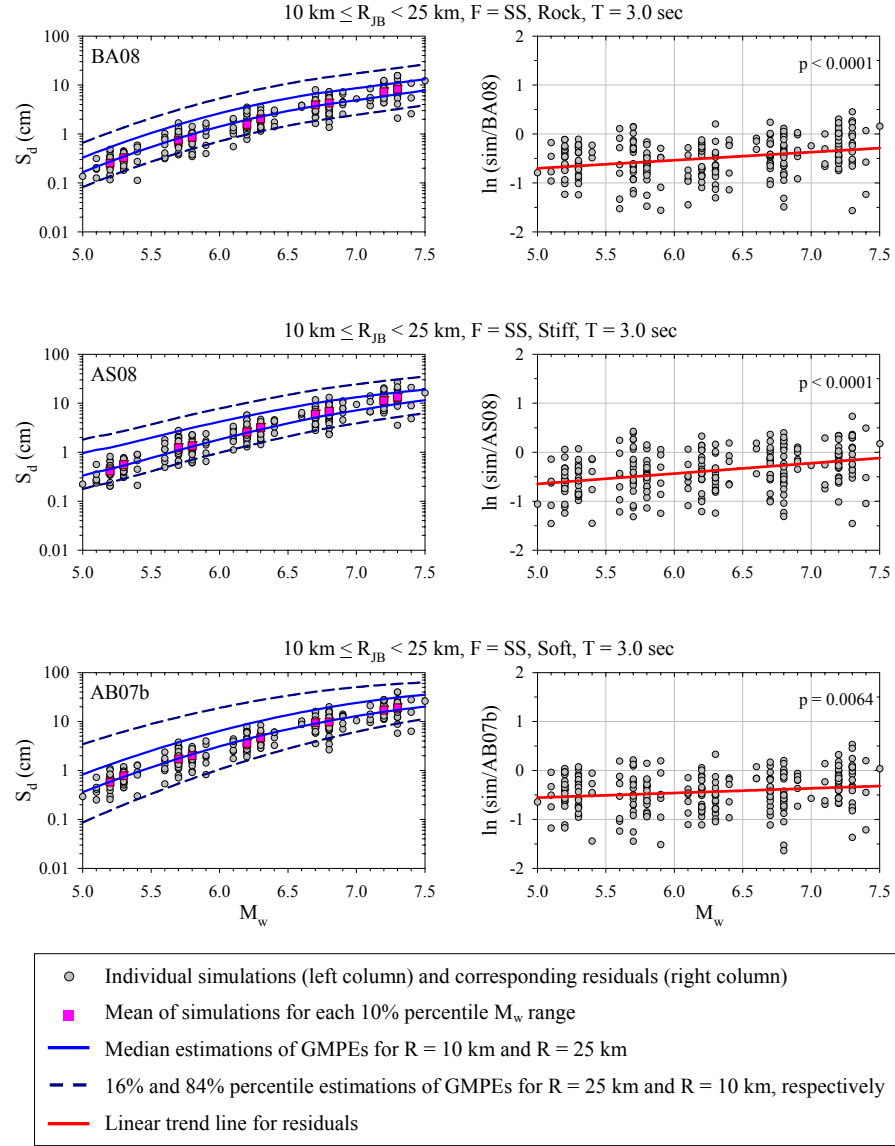 10 km ≤ R_JB < 25 km, F = SS, Rock, T = 3.0 sec
BA08
S_d (cm)
100
10
1
0.1
0.01
5.0 5.5 6.0 6.5 7.0 7.5
p < 0.0001
ln (sim/BA08)
2
1
0
-1
-2
5.0 5.5 6.0 6.5 7.0 7.5
10 km ≤ R_JB < 25 km, F = SS, Stiff, T = 3.0 sec
AS08
S_d (cm)
100
10
1
0.1
0.01
5.0 5.5 6.0 6.5 7.0 7.5
p < 0.0001
ln (sim/AS08)
2
1
0
-1
-2
5.0 5.5 6.0 6.5 7.0 7.5
10 km ≤ R_JB < 25 km, F = SS, Soft, T = 3.0 sec
AB07b
S_d (cm)
100
10
1
0.1
0.01
5.0 5.5 6.0 6.5 7.0 7.5
M_w
p = 0.0064
ln (sim/AB07b)
2
1
0
-1
-2
5.0 5.5 6.0 6.5 7.0 7.5
M_w
Individual simulations (left column) and corresponding residuals (right column)
Mean of simulations for each 10% percentile M_w range
Median estimations of GMPEs for R = 10 km and R = 25 km
16% and 84% percentile estimations of GMPEs for R = 25 km and R = 10 km, respectively
Linear trend line for residuals